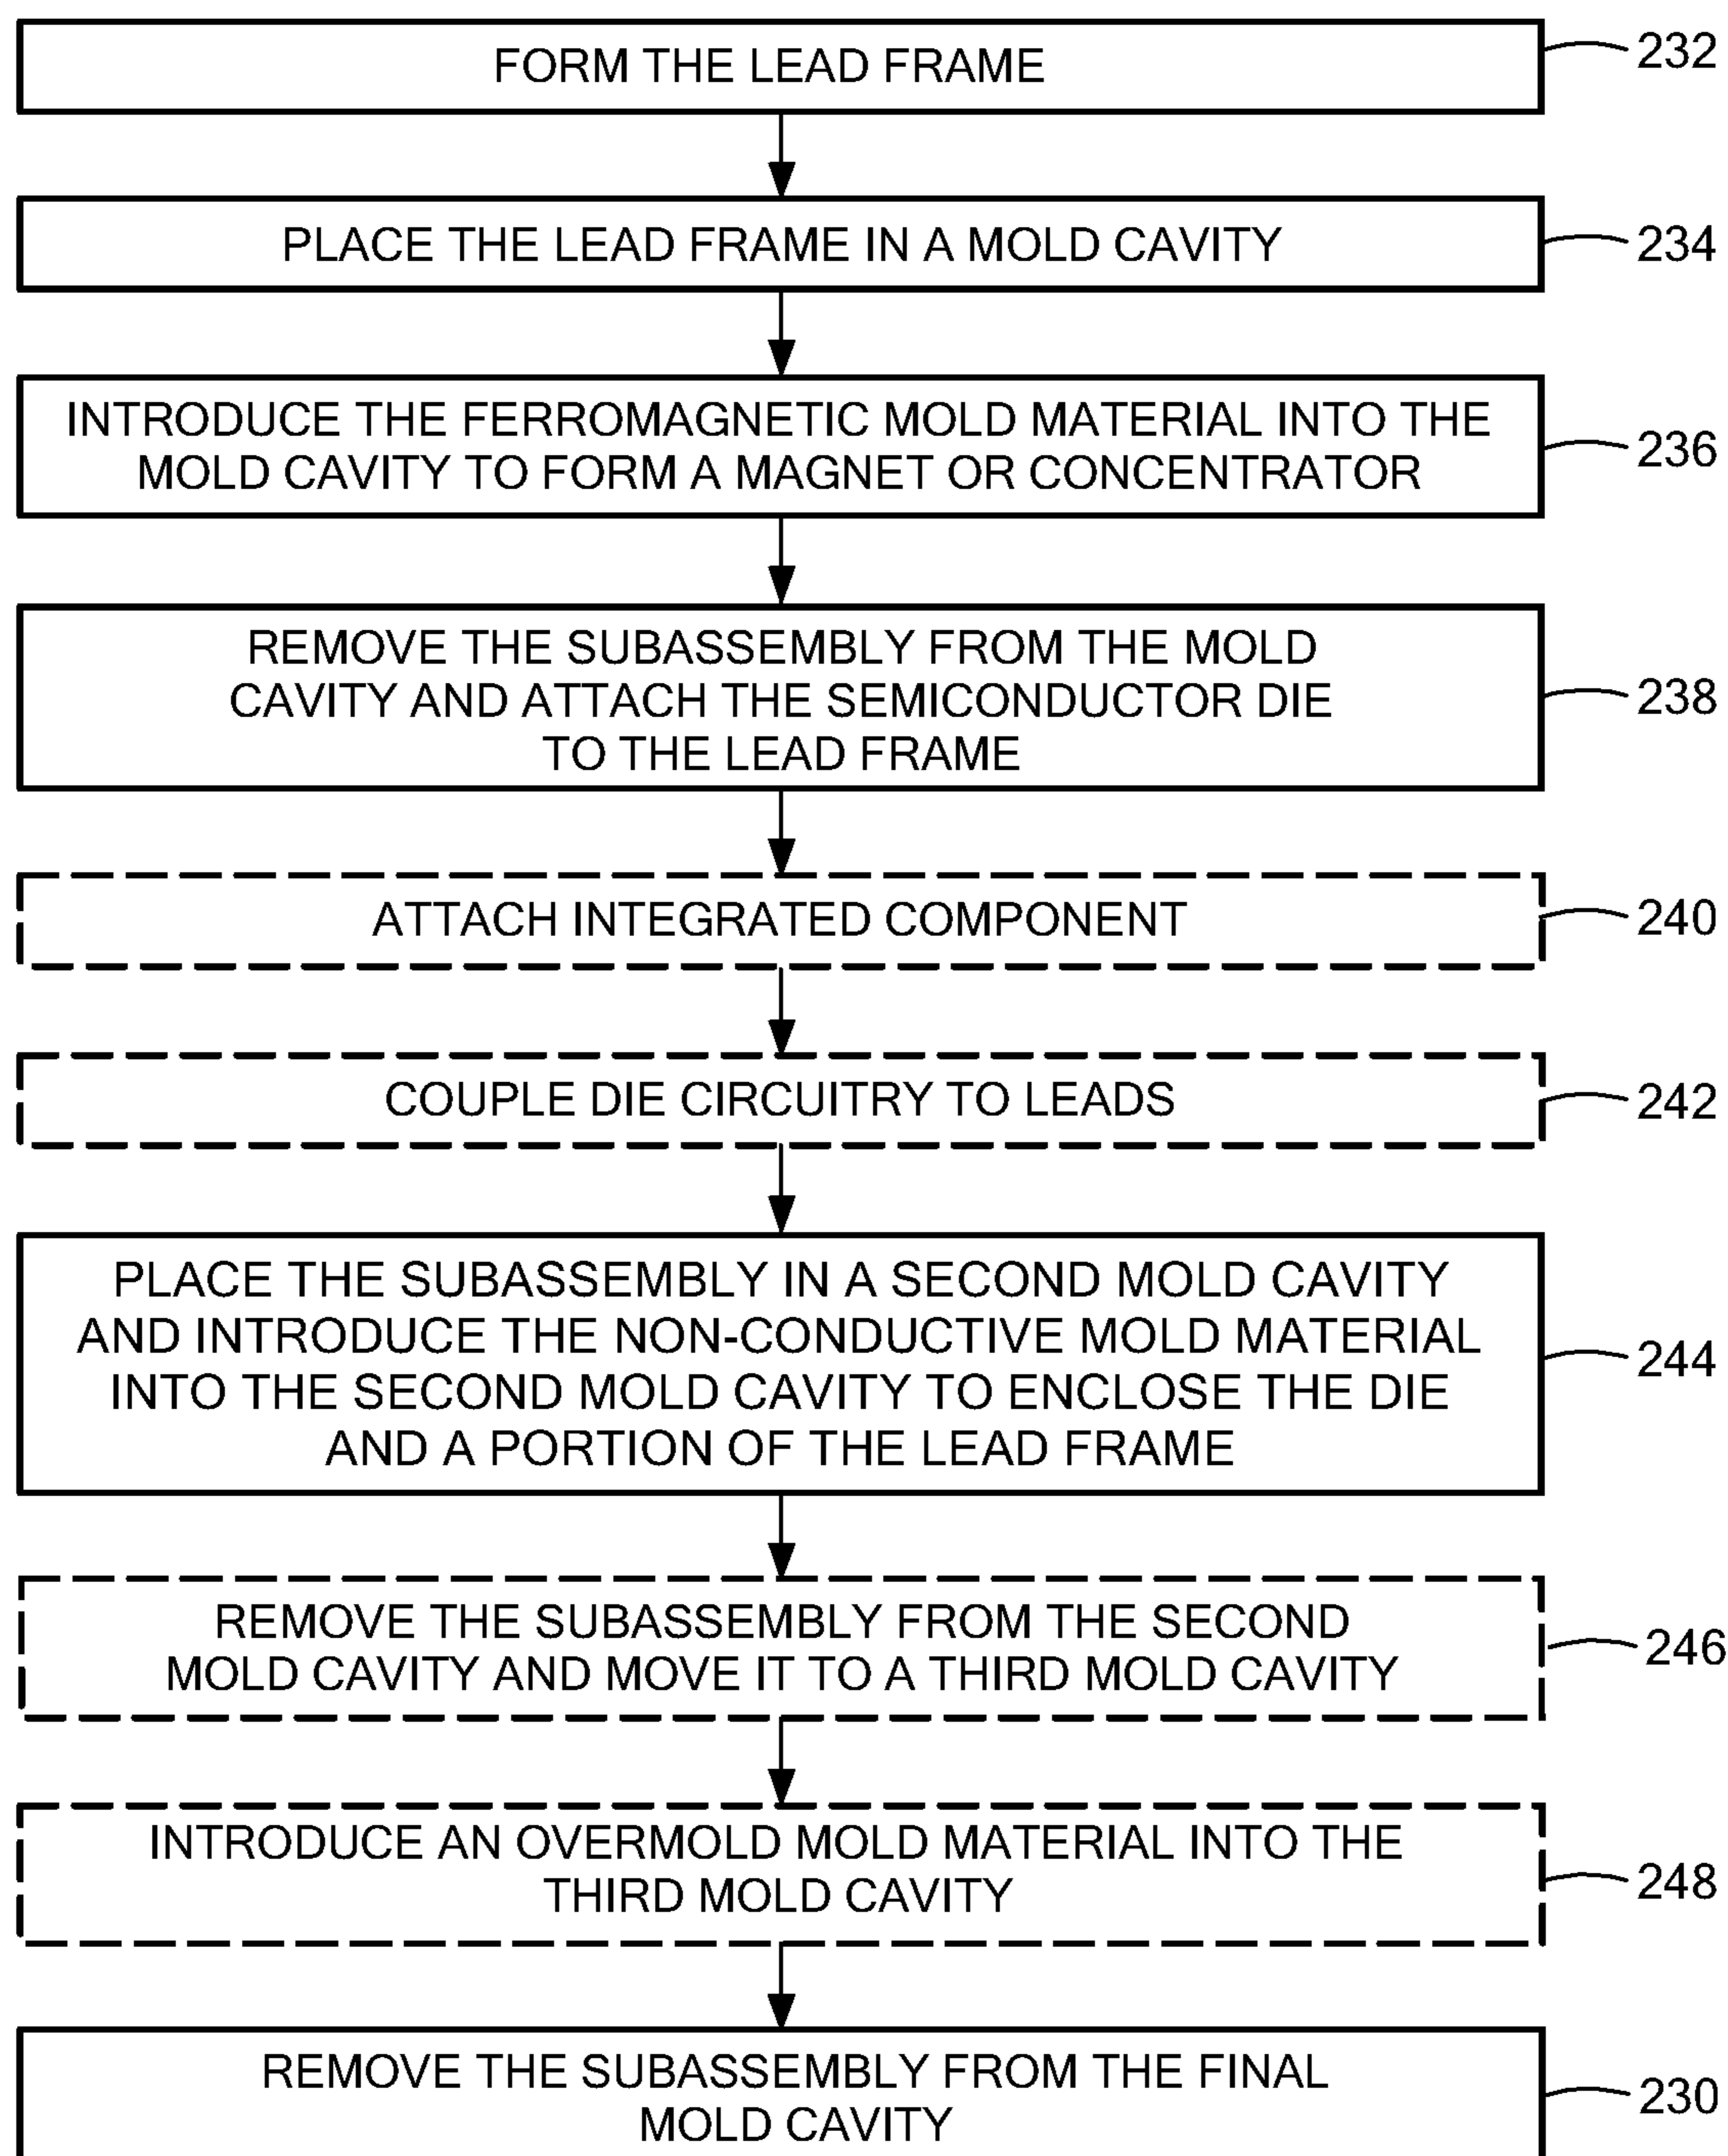 FORM THE LEAD FRAME
232
PLACE THE LEAD FRAME IN A MOLD CAVITY
234
INTRODUCE THE FERROMAGNETIC MOLD MATERIAL INTO THE
MOLD CAVITY TO FORM A MAGNET OR CONCENTRATOR
236
REMOVE THE SUBASSEMBLY FROM THE MOLD
CAVITY AND ATTACH THE SEMICONDUCTOR DIE
TO THE LEAD FRAME
238
ATTACH INTEGRATED COMPONENT
240
COUPLE DIE CIRCUITRY TO LEADS
242
PLACE THE SUBASSEMBLY IN A SECOND MOLD CAVITY
AND INTRODUCE THE NON-CONDUCTIVE MOLD MATERIAL
INTO THE SECOND MOLD CAVITY TO ENCLOSE THE DIE
AND A PORTION OF THE LEAD FRAME
244
REMOVE THE SUBASSEMBLY FROM THE SECOND
MOLD CAVITY AND MOVE IT TO A THIRD MOLD CAVITY
246
INTRODUCE AN OVERMOLD MOLD MATERIAL INTO THE
THIRD MOLD CAVITY
248
REMOVE THE SUBASSEMBLY FROM THE FINAL
MOLD CAVITY
230